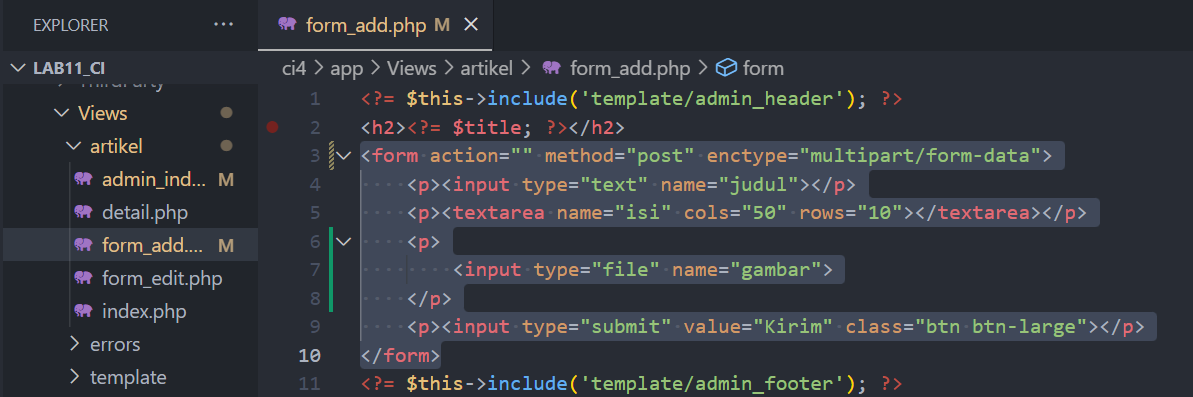 EXPLORER ···
LAB11_CI
ThirdParty
Views
artikel
admin_ind... M
detail.php
form_add.... M
form_edit.php
index.php
errors
template
form_add.php M ×
ci4 > app > Views > artikel > form_add.php > form
1 <?= $this->include('template/admin_header'); ?>
2 <h2><?= $title; ?></h2>
3 <form action="" method="post" enctype="multipart/form-data">
4 <p><input type="text" name="judul"></p>
5 <p><textarea name="isi" cols="50" rows="10"></textarea></p>
6 <p>
7 <input type="file" name="gambar">
8 </p>
9 <p><input type="submit" value="Kirim" class="btn btn-large"></p>
10 </form>
11 <?= $this->include('template/admin_footer'); ?>